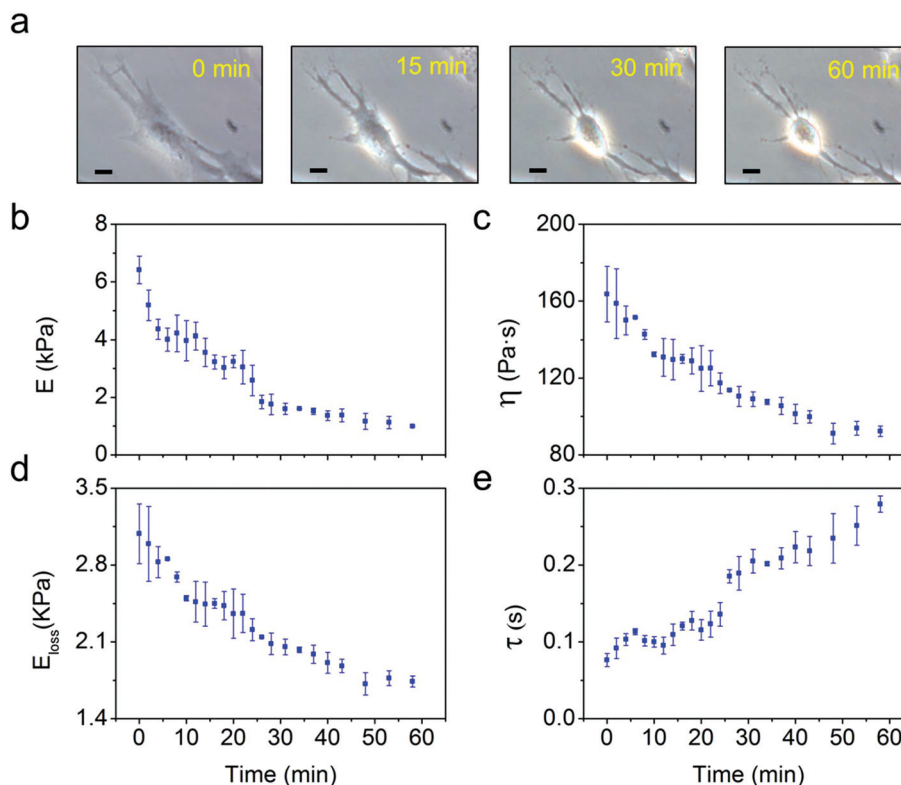 a
0 min
15 min
30 min
60 min
b
8
6
4
2
0
E (kPa)
c
200
160
120
80
η (Pa·s)
d
3.5
2.8
2.1
1.4
E_loss(KPa)
0
10
20
30
40
50
60
Time (min)
e
0.3
0.2
0.1
0.0
τ (s)
0
10
20
30
40
50
60
Time (min)